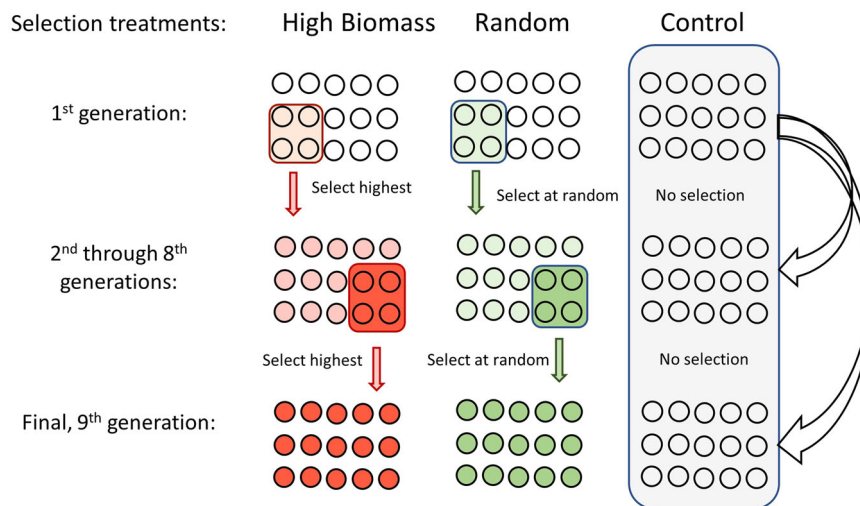 Selection treatments: High Biomass Random Control
1st generation:
Select highest Select at random No selection
2nd through 8th
generations:
Select highest Select at random No selection
Final, 9th generation: